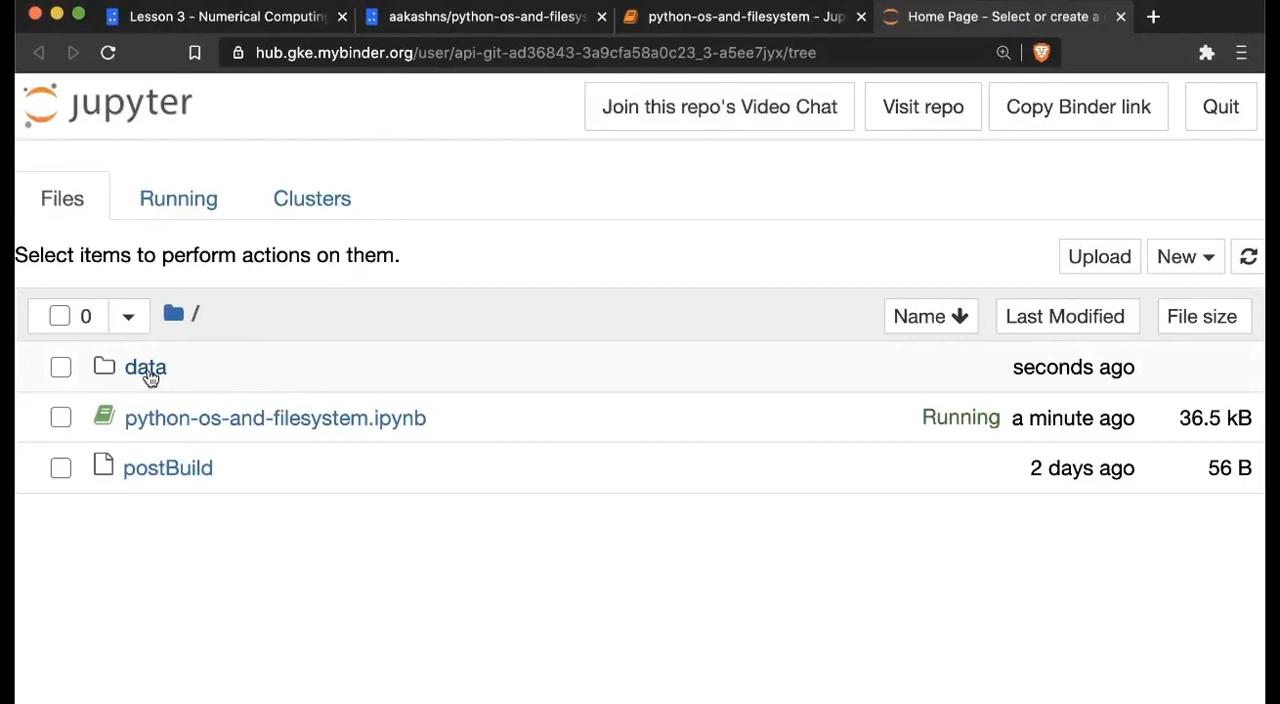 Lesson 3 - Numerical Computing
aakashns/python-os-and-filesys
python-os-and-filesystem - Jup
Home Page - Select or create a
hub.gke.mybinder.org/user/api-git-ad36843-3a9cfa58a0c23_3-a5ee7jyx/tree
jupyter
Join this repo's Video Chat
Visit repo
Copy Binder link
Quit
Files
Running
Clusters
Select items to perform actions on them.
Upload
New
0
/
Name
Last Modified
File size
data
seconds ago
python-os-and-filesystem.ipynb
Running
a minute ago
36.5 kB
postBuild
2 days ago
56 B